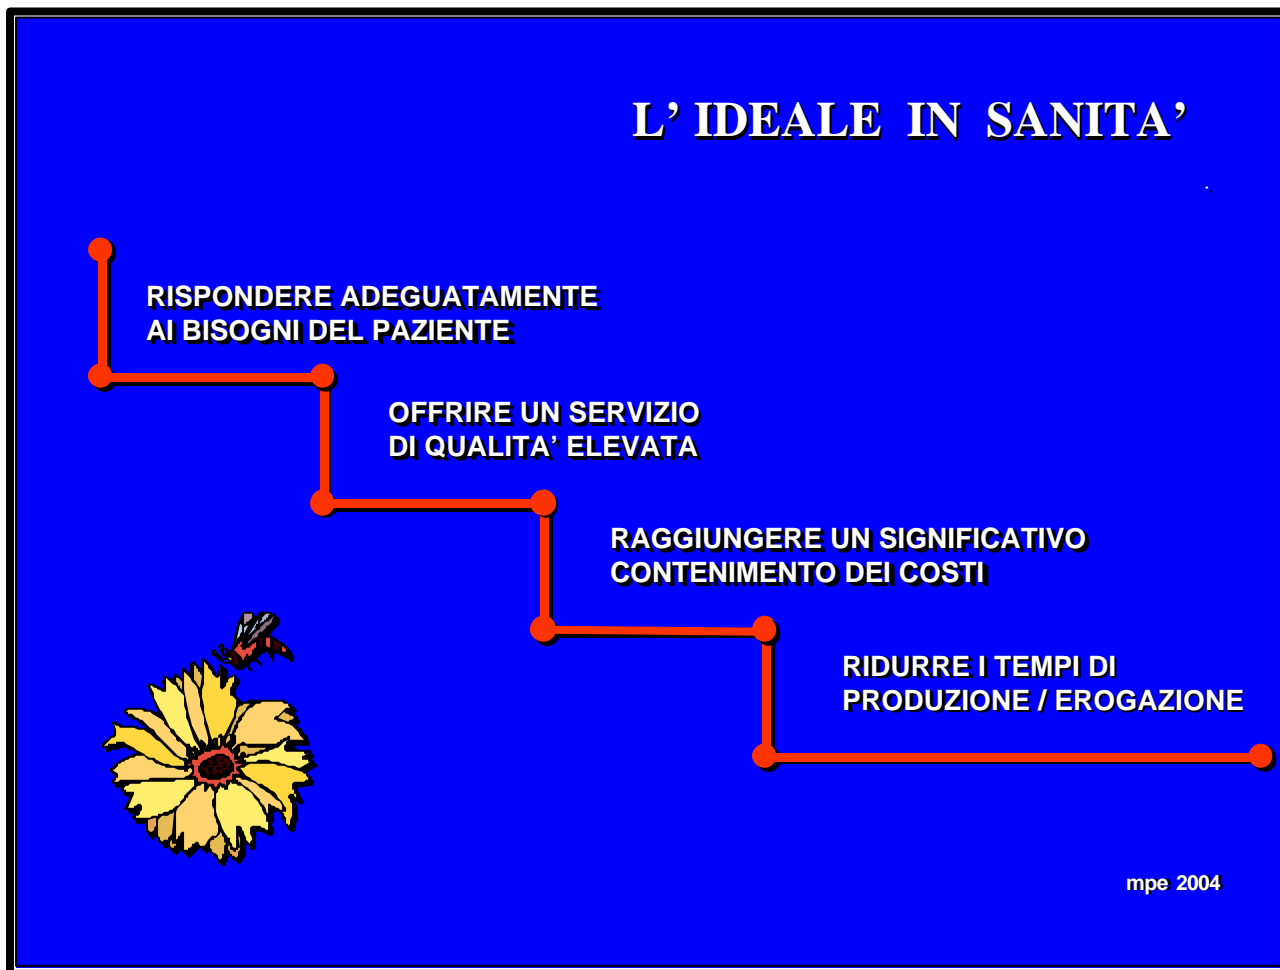 L’ IDEALE IN SANITA’
RISPONDERE ADEGUATAMENTE
AI BISOGNI DEL PAZIENTE
OFFRIRE UN SERVIZIO
DI QUALITA’ ELEVATA
RAGGIUNGERE UN SIGNIFICATIVO
CONTENIMENTO DEI COSTI
RIDURRE I TEMPI DI
PRODUZIONE / EROGAZIONE
mpe 2004